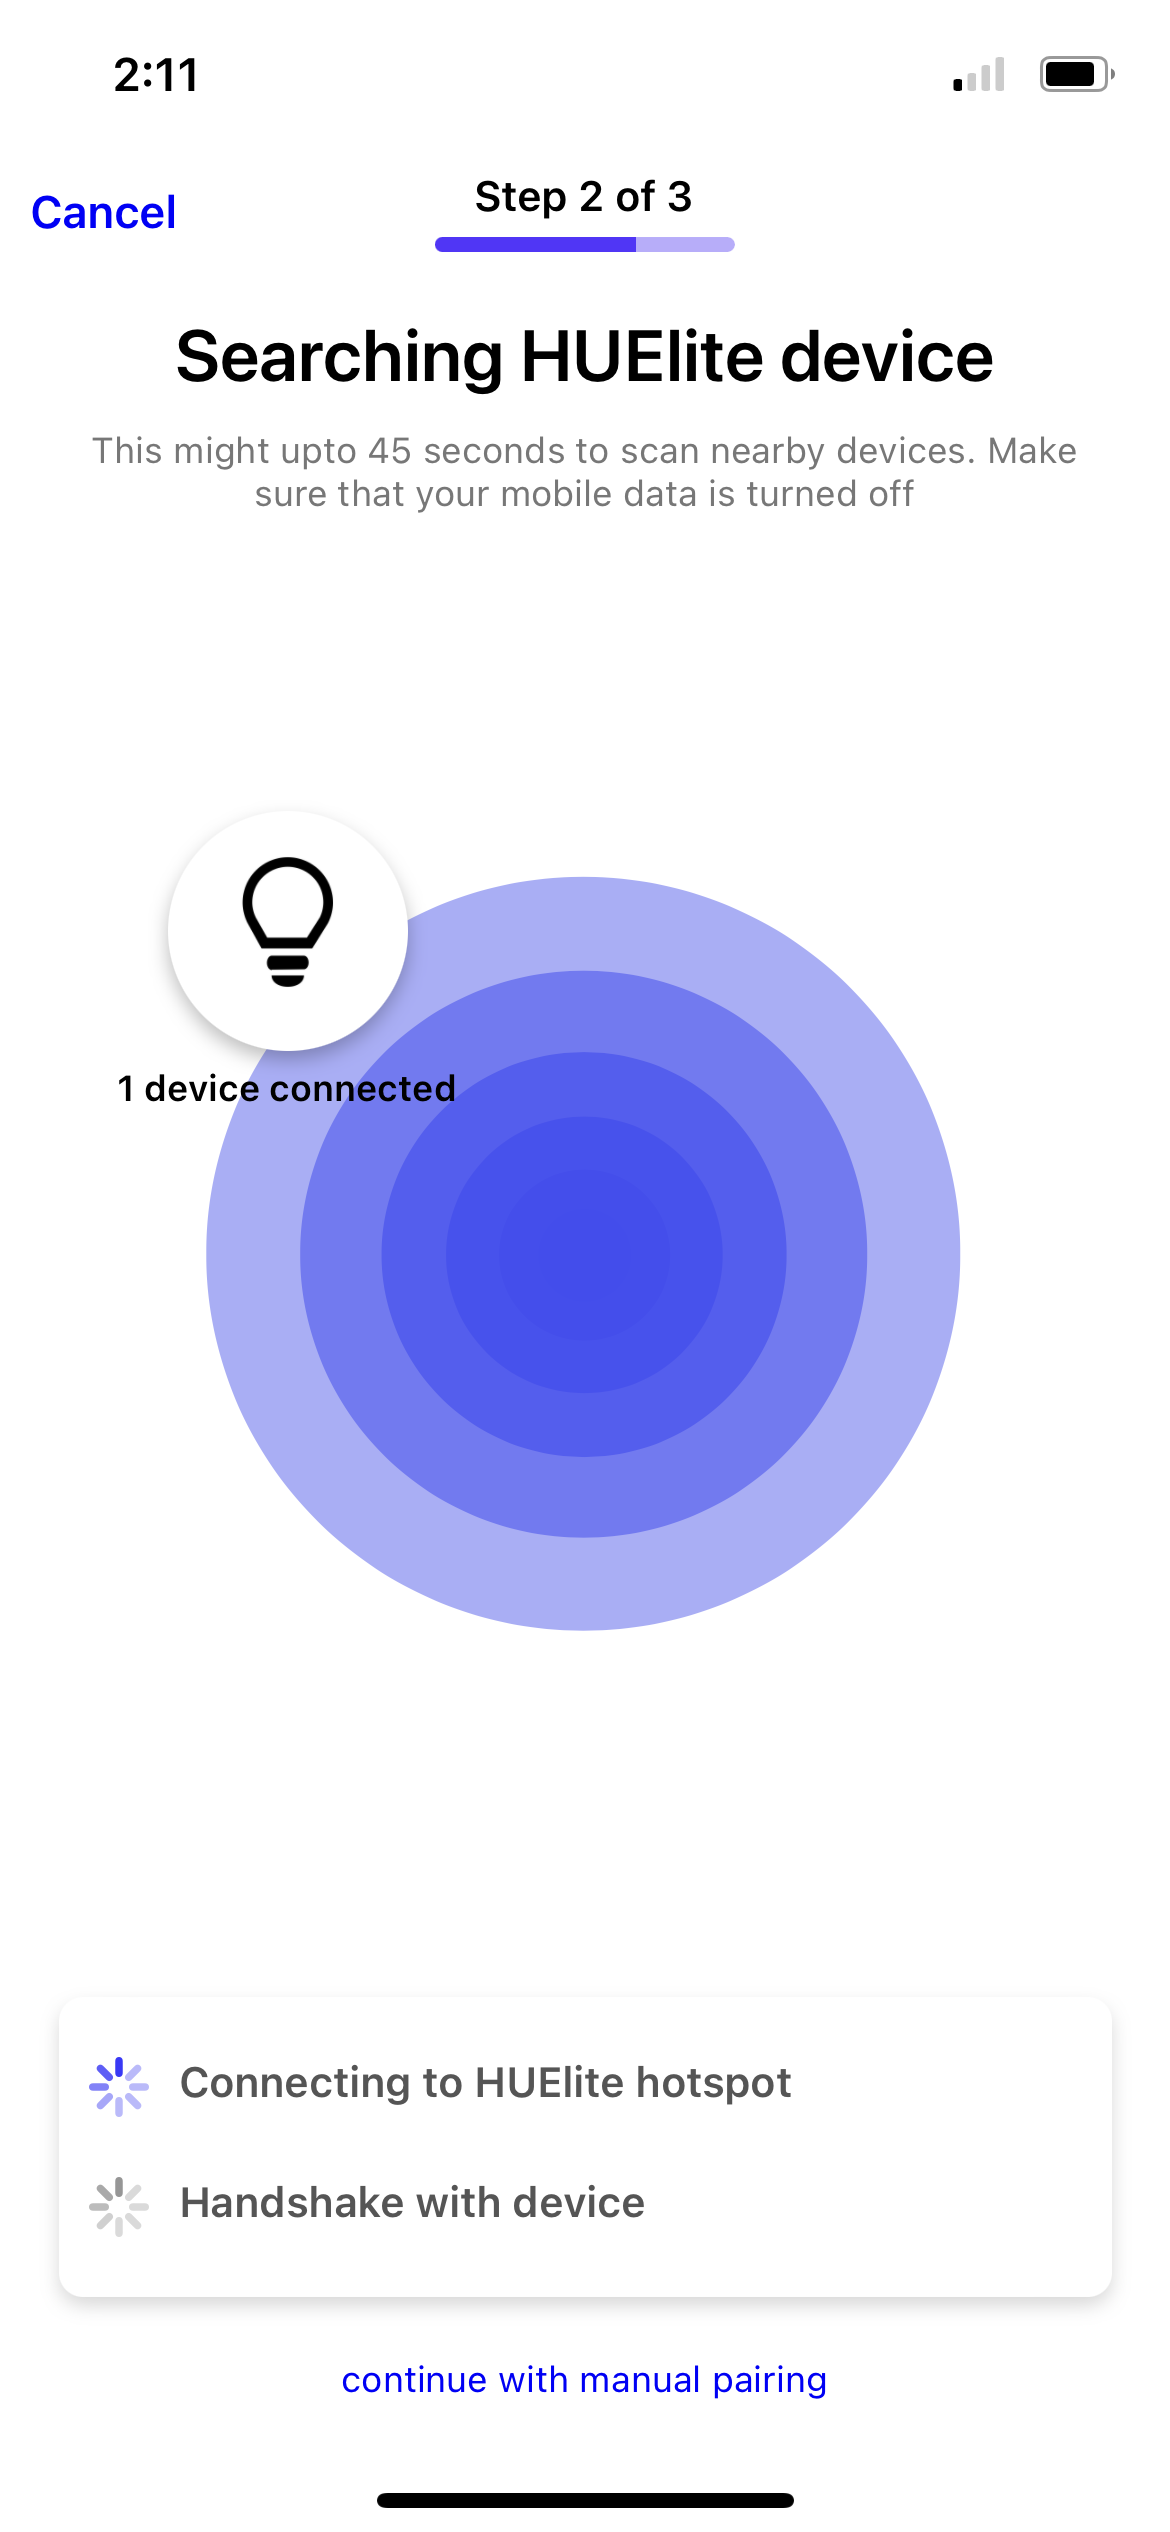 2:11
Cancel
Step 2 of 3
Searching HUElite device
This might upto 45 seconds to scan nearby devices. Make
sure that your mobile data is turned off
1 device connected
Connecting to HUElite hotspot
Handshake with device
continue with manual pairing